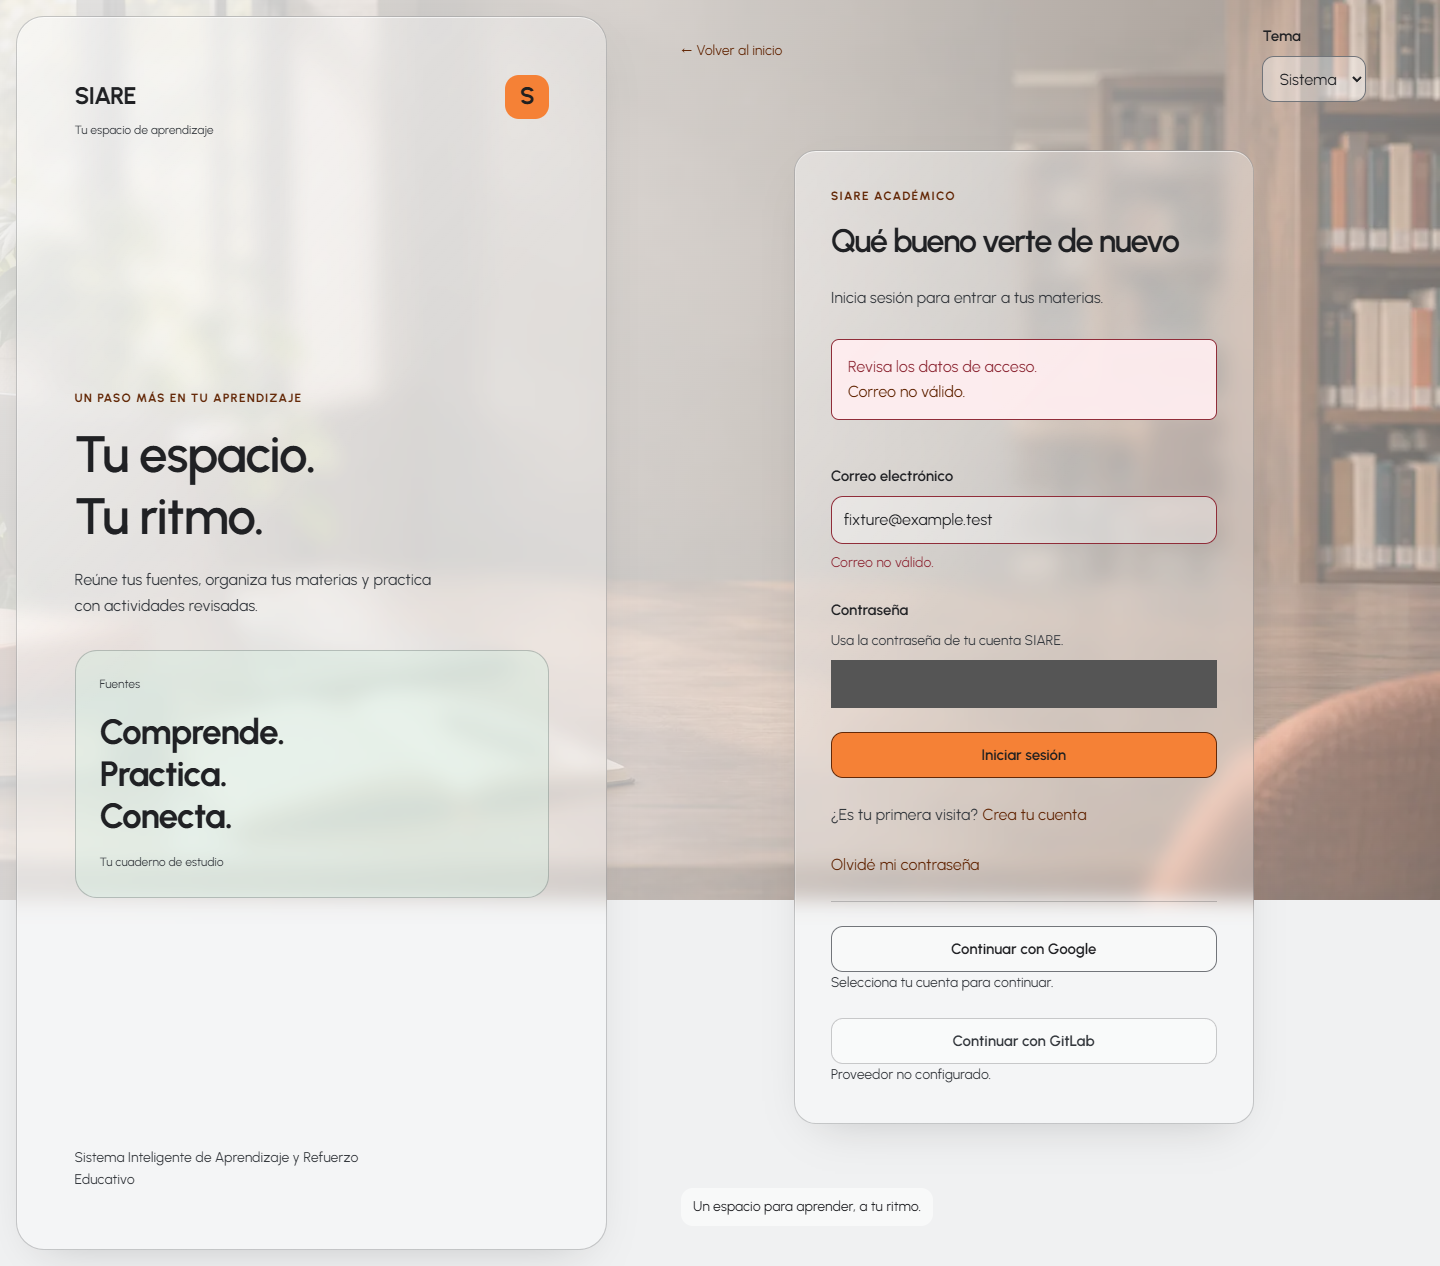 SIARE
S
Tu espacio de aprendizaje
UN PASO MÁS EN TU APRENDIZAJE
Tu espacio.
Tu ritmo.
Reúne tus fuentes, organiza tus materias y practica
con actividades revisadas.
Fuentes
Comprende.
Practica.
Conecta.
Tu cuaderno de estudio
Sistema Inteligente de Aprendizaje y Refuerzo
Educativo
← Volver al inicio
Tema
Sistema
SIARE ACADÉMICO
Qué bueno verte de nuevo
Inicia sesión para entrar a tus materias.
Revisa los datos de acceso.
Correo no válido.
Correo electrónico
fixture@example.test
Correo no válido.
Contraseña
Usa la contraseña de tu cuenta SIARE.
Iniciar sesión
¿Es tu primera visita? Crea tu cuenta
Olvidé mi contraseña
Continuar con Google
Selecciona tu cuenta para continuar.
Continuar con GitLab
Proveedor no configurado.
Un espacio para aprender, a tu ritmo.